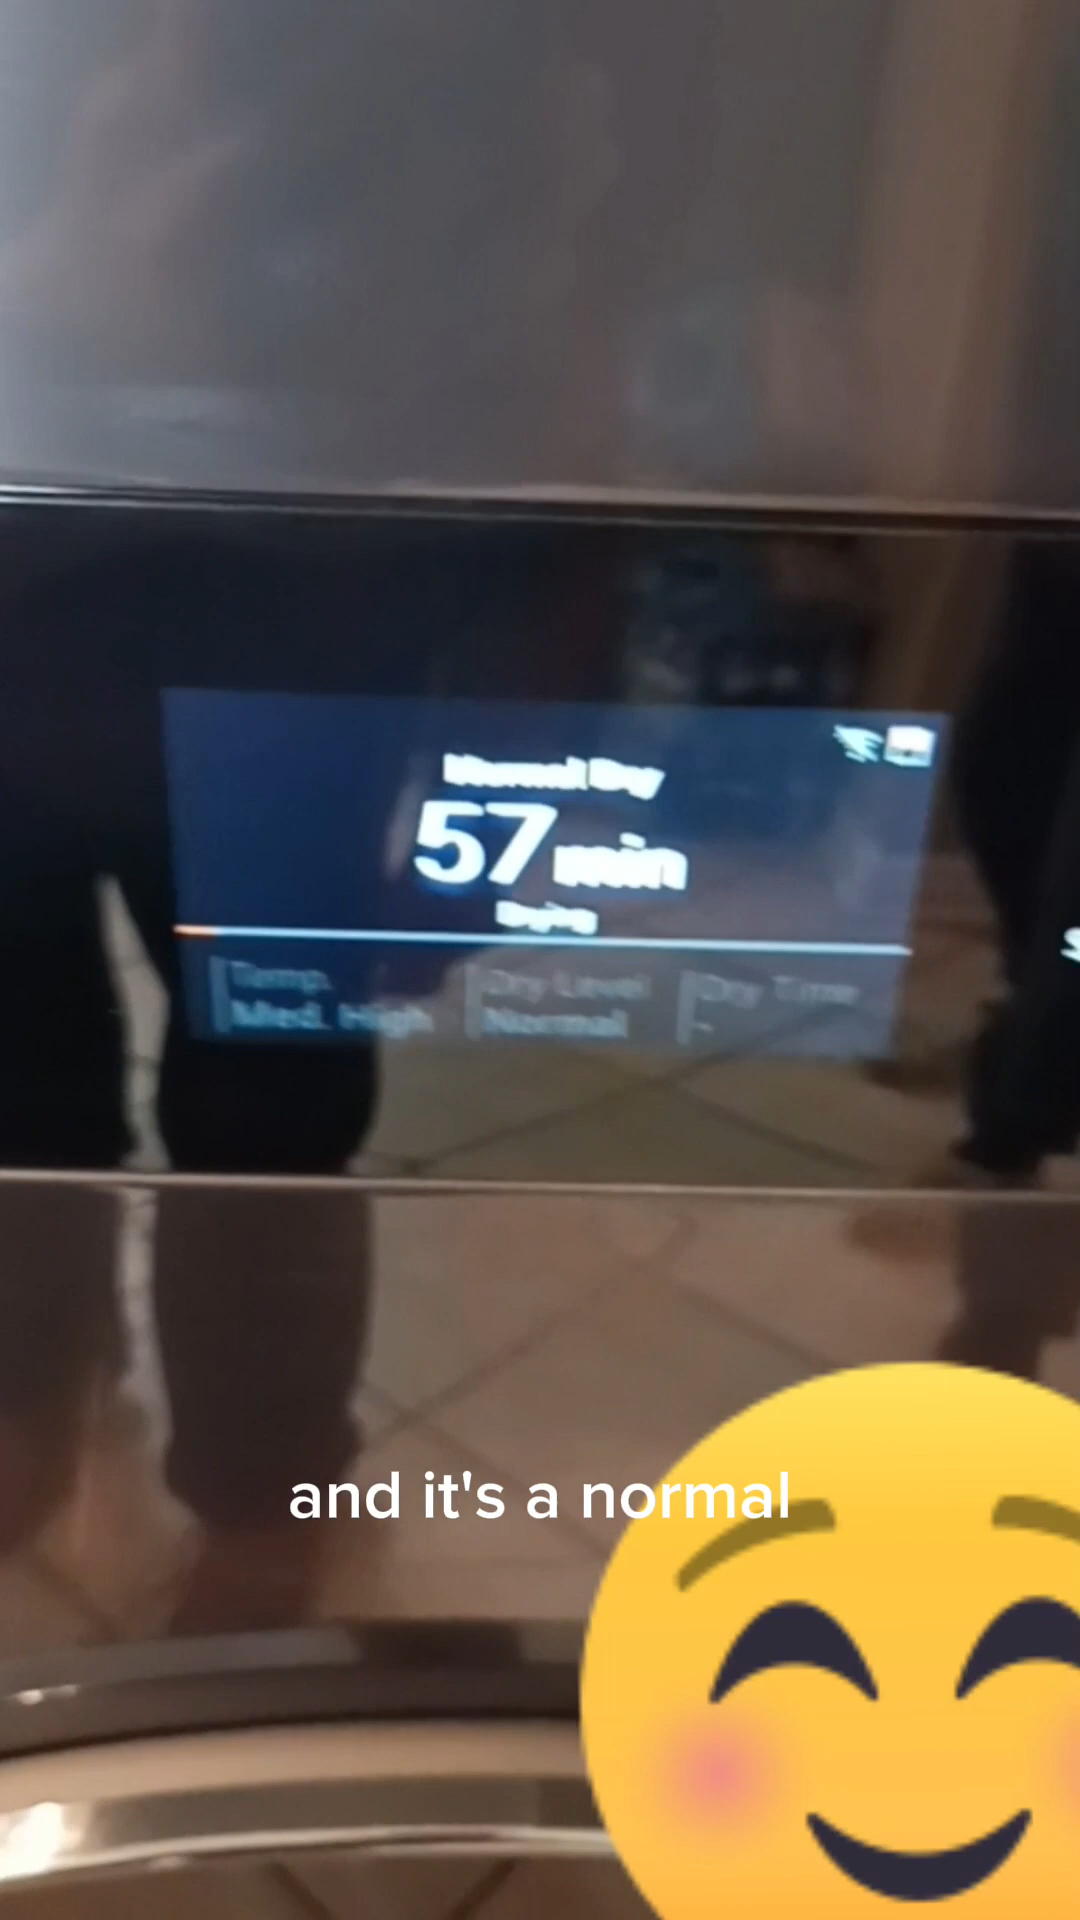 Normal Dry
57 min
Drying
Temp. Dry Level Dry Time
Med. High Normal -
and it's a normal